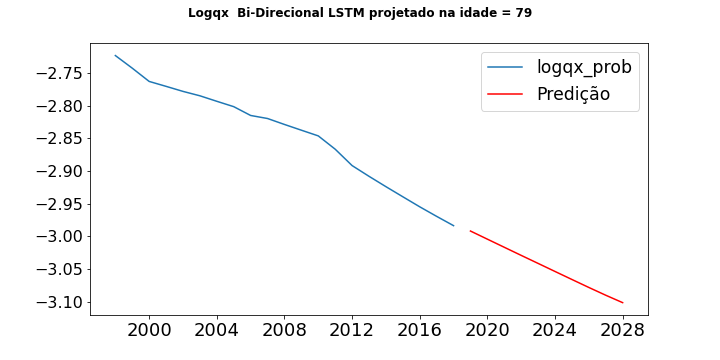 Logqx Bi-Direcional LSTM projetado na idade = 79
logqx_prob
Predição
−2.75
−2.80
−2.85
−2.90
−2.95
−3.00
−3.05
−3.10
2000 2004 2008 2012 2016 2020 2024 2028